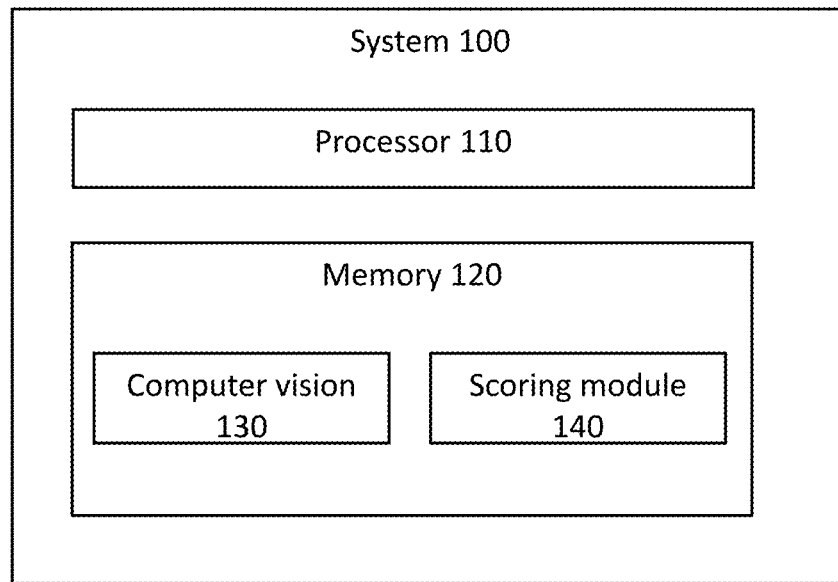 System 100
Processor 110
Memory 120
Computer vision
130
Scoring module
140